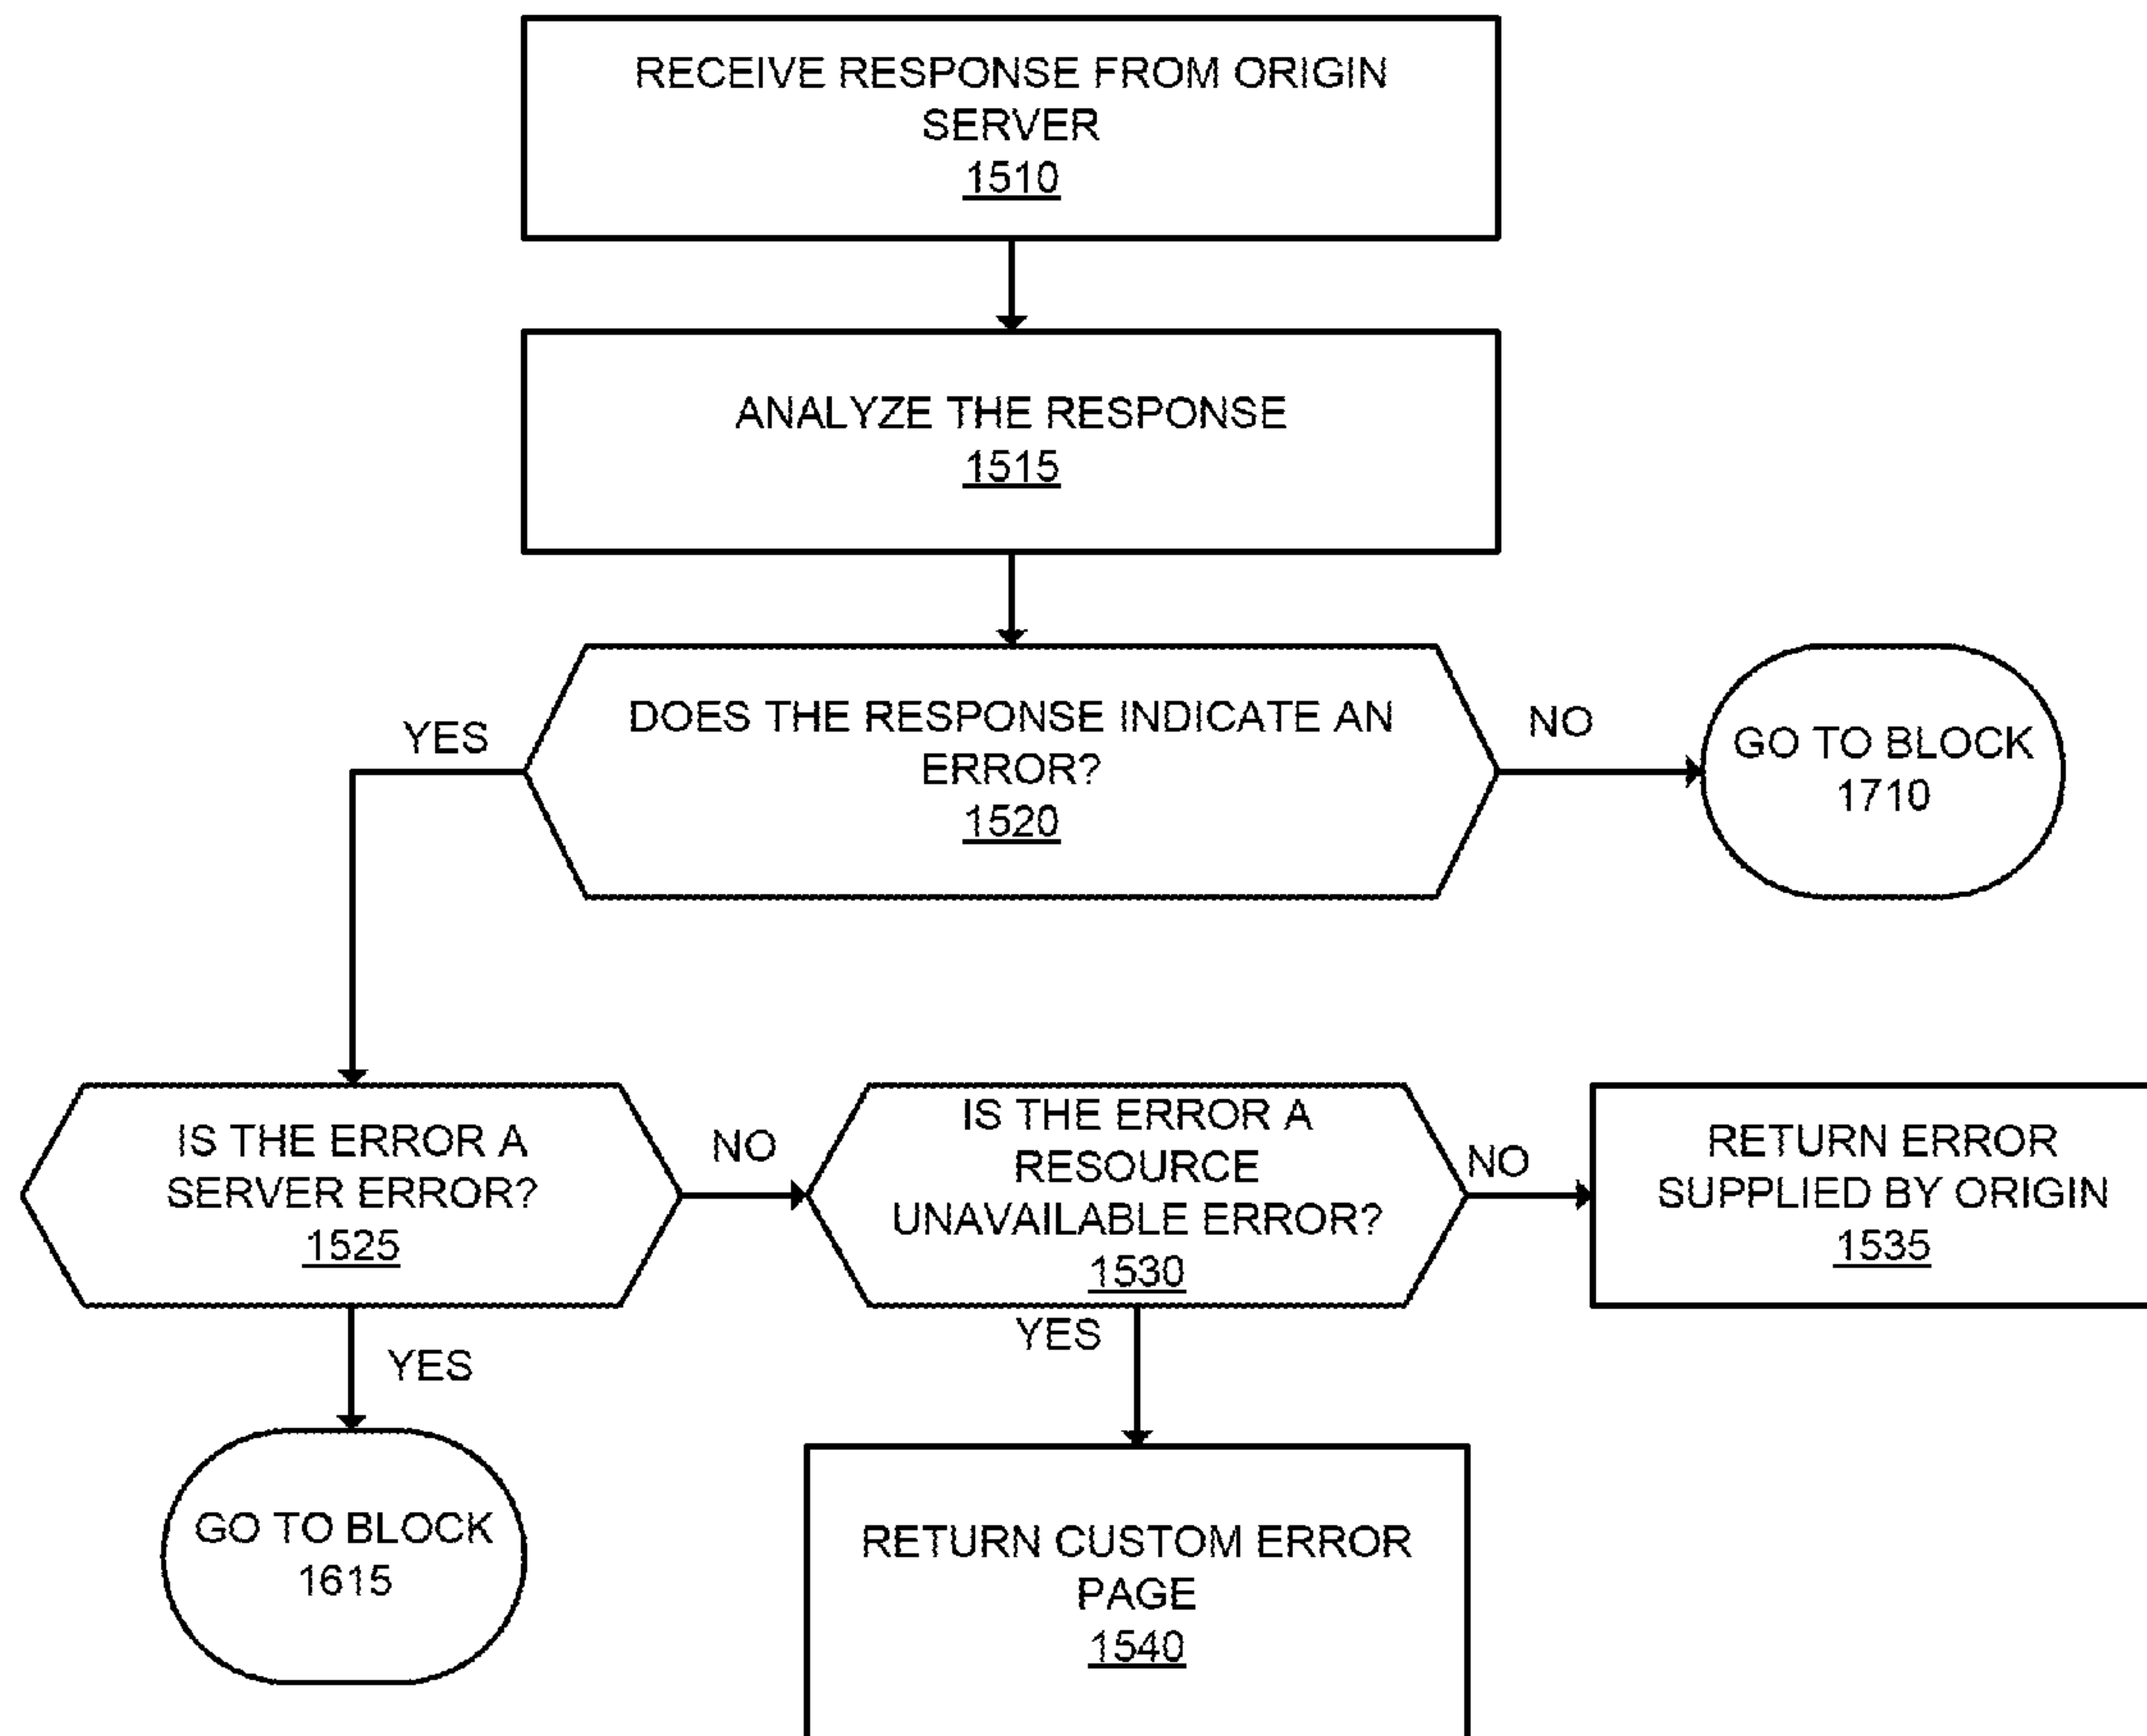 RECEIVE RESPONSE FROM ORIGIN
SERVER
1510
ANALYZE THE RESPONSE
1515
DOES THE RESPONSE INDICATE AN
ERROR?
1520
YES
NO
GO TO BLOCK
1710
IS THE ERROR A
SERVER ERROR?
1525
NO
IS THE ERROR A
RESOURCE
UNAVAILABLE ERROR?
1530
NO
RETURN ERROR
SUPPLIED BY ORIGIN
1535
YES
GO TO BLOCK
1615
YES
RETURN CUSTOM ERROR
PAGE
1540